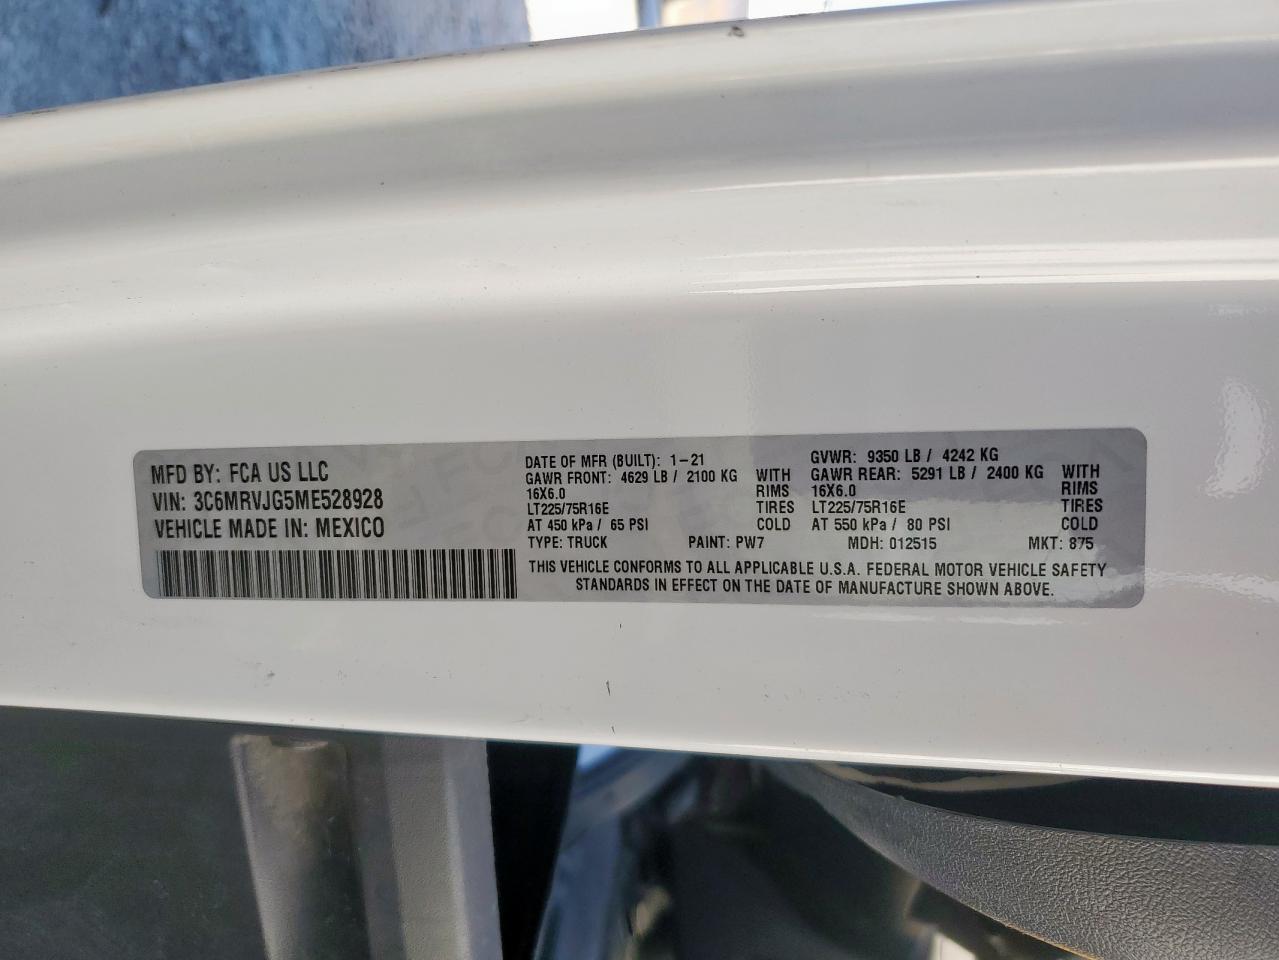 MFD BY: FCA US LLC
VIN: 3C6MRVJG5ME528928
VEHICLE MADE IN: MEXICO
DATE OF MFR (BUILT): 1-21
GAWR FRONT: 4629 LB / 2100 KG WITH
16X6.0 RIMS
LT225/75R16E TIRES
AT 450 kPa / 65 PSI COLD
TYPE: TRUCK PAINT: PW7
GVWR: 9350 LB / 4242 KG
GAWR REAR: 5291 LB / 2400 KG WITH
16X6.0 RIMS
LT225/75R16E TIRES
AT 550 kPa / 80 PSI COLD
MDH: 012515 MKT: 875
THIS VEHICLE CONFORMS TO ALL APPLICABLE U.S.A. FEDERAL MOTOR VEHICLE SAFETY
STANDARDS IN EFFECT ON THE DATE OF MANUFACTURE SHOWN ABOVE.